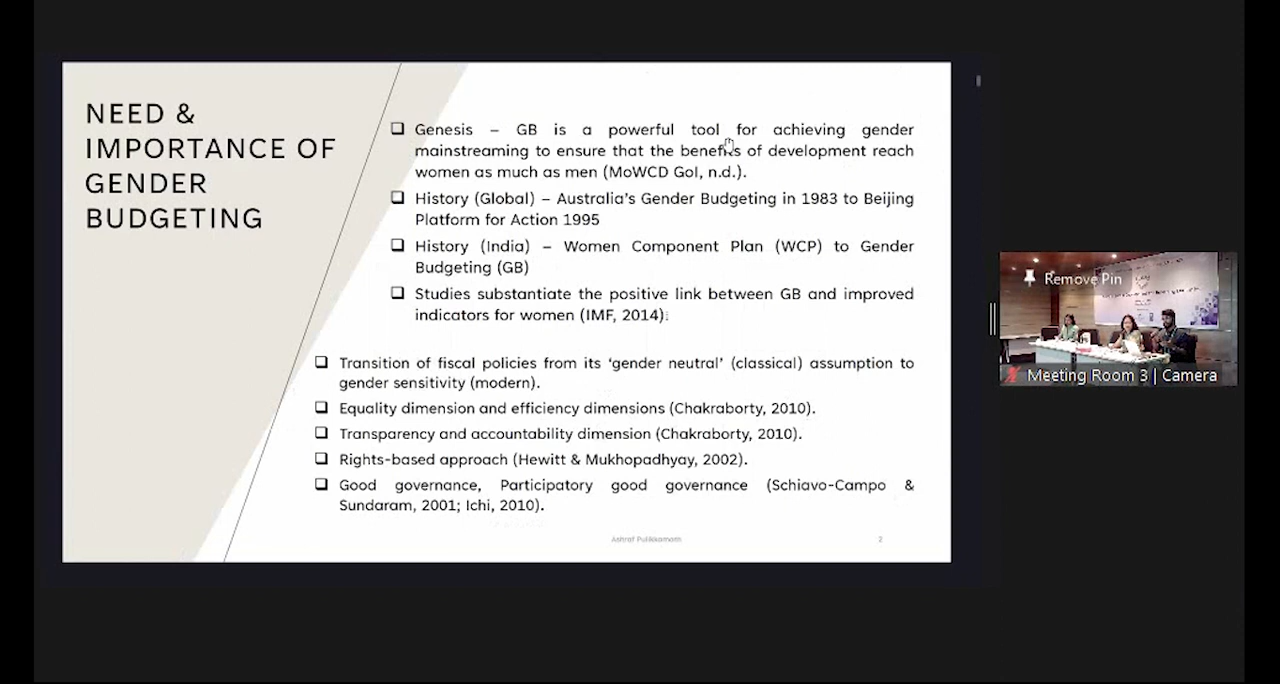 NEED &
IMPORTANCE OF
GENDER
BUDGETING
❑ Genesis – GB is a powerful tool for achieving gender
mainstreaming to ensure that the benefits of development reach
women as much as men (MoWCD GoI, n.d.).
❑ History (Global) – Australia's Gender Budgeting in 1983 to Beijing
Platform for Action 1995
❑ History (India) – Women Component Plan (WCP) to Gender
Budgeting (GB)
❑ Studies substantiate the positive link between GB and improved
indicators for women (IMF, 2014);
❑ Transition of fiscal policies from its 'gender neutral' (classical) assumption to
gender sensitivity (modern).
❑ Equality dimension and efficiency dimensions (Chakraborty, 2010).
❑ Transparency and accountability dimension (Chakraborty, 2010).
❑ Rights-based approach (Hewitt & Mukhopadhyay, 2002).
❑ Good governance, Participatory good governance (Schiavo-Campo &
Sundaram, 2001; Ichi, 2010).
Ashraf Pulikkamath
2
Remove Pin
Meeting Room 3 | Camera